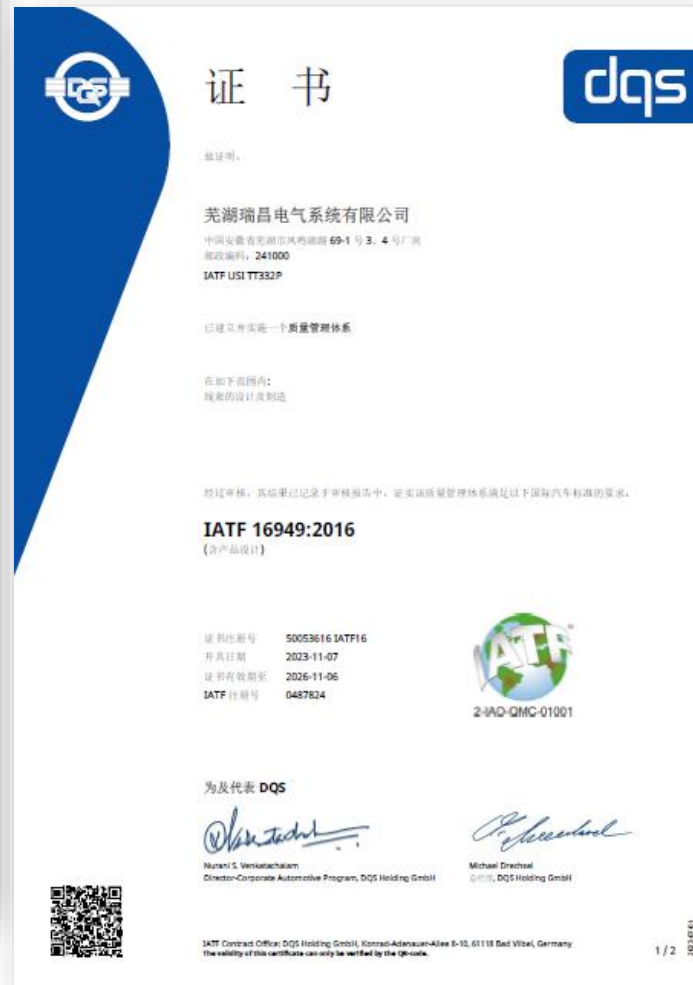 DQS
证 书
dqs
兹证明,
芜湖瑞昌电气系统有限公司
中国安徽省芜湖市凤鸣湖路 69-1 号 3、4 号厂房
邮政编码: 241000
IATF USI TT332P
已建立并实施一个质量管理体系
在如下范围内:
线束的设计及制造
经过审核,其结果已记录于审核报告中,证实该质量管理体系满足以下国际汽车标准的要求:
IATF 16949:2016
(含产品设计)
证书注册号 50053616 IATF16
开具日期 2023-11-07
证书有效期至 2026-11-06
IATF 注册号 0487824
IATF
2-IAO-QMC-01001
为及代表 DQS
Nurani S. Venkatachalam
Director-Corporate Automotive Program, DQS Holding GmbH
Michael Drechsel
总经理, DQS Holding GmbH
IATF Contract Office: DQS Holding GmbH, Konrad-Adenauer-Allee 8-10, 61118 Bad Vilbel, Germany
The validity of this certificate can only be verified by the QR-code.
1 / 2